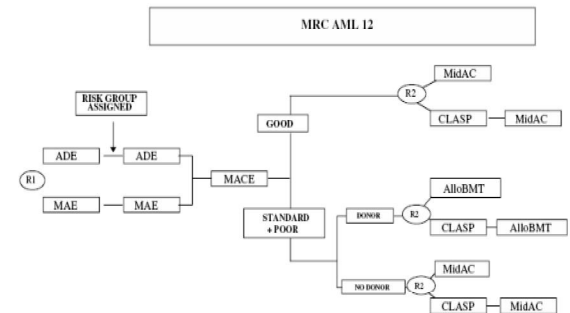 MRC AML 12
RISK GROUP
ASSIGNED
ADE
ADE
R1
MAE
MAE
MACE
GOOD
R2
MidAC
CLASP
MidAC
STANDARD
+ POOR
DONOR
R2
AlloBMT
CLASP
AlloBMT
NO DONOR
R2
MidAC
CLASP
MidAC